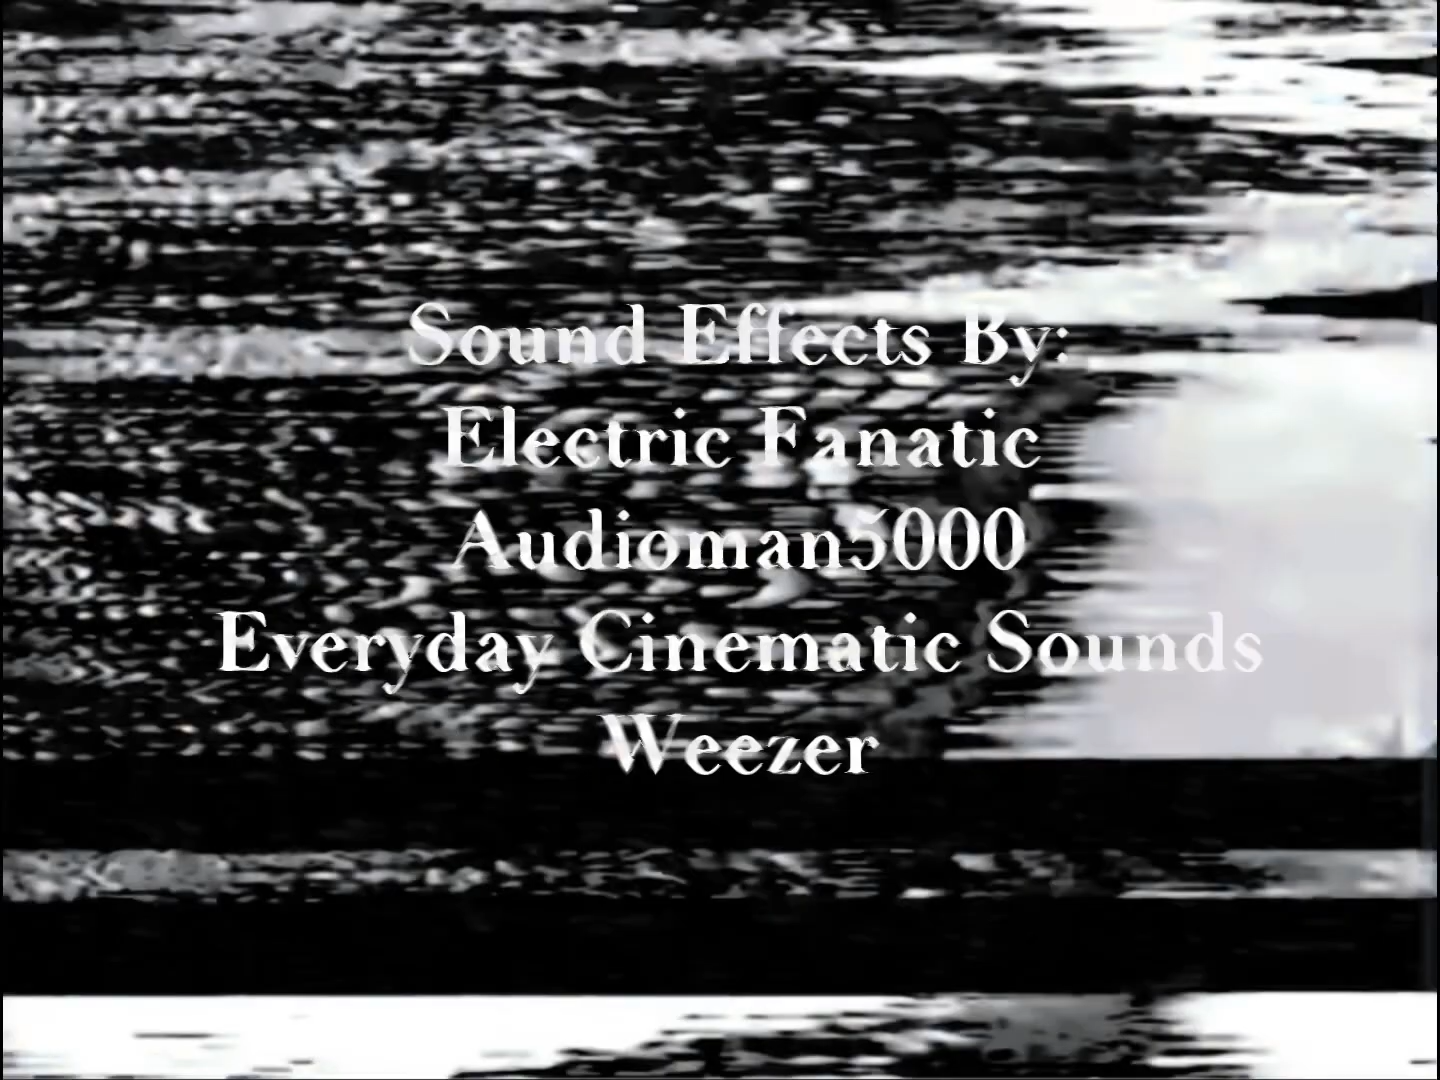 Sound Effects By:
Electric Fanatic
Audioman5000
Everyday Cinematic Sounds
Weezer